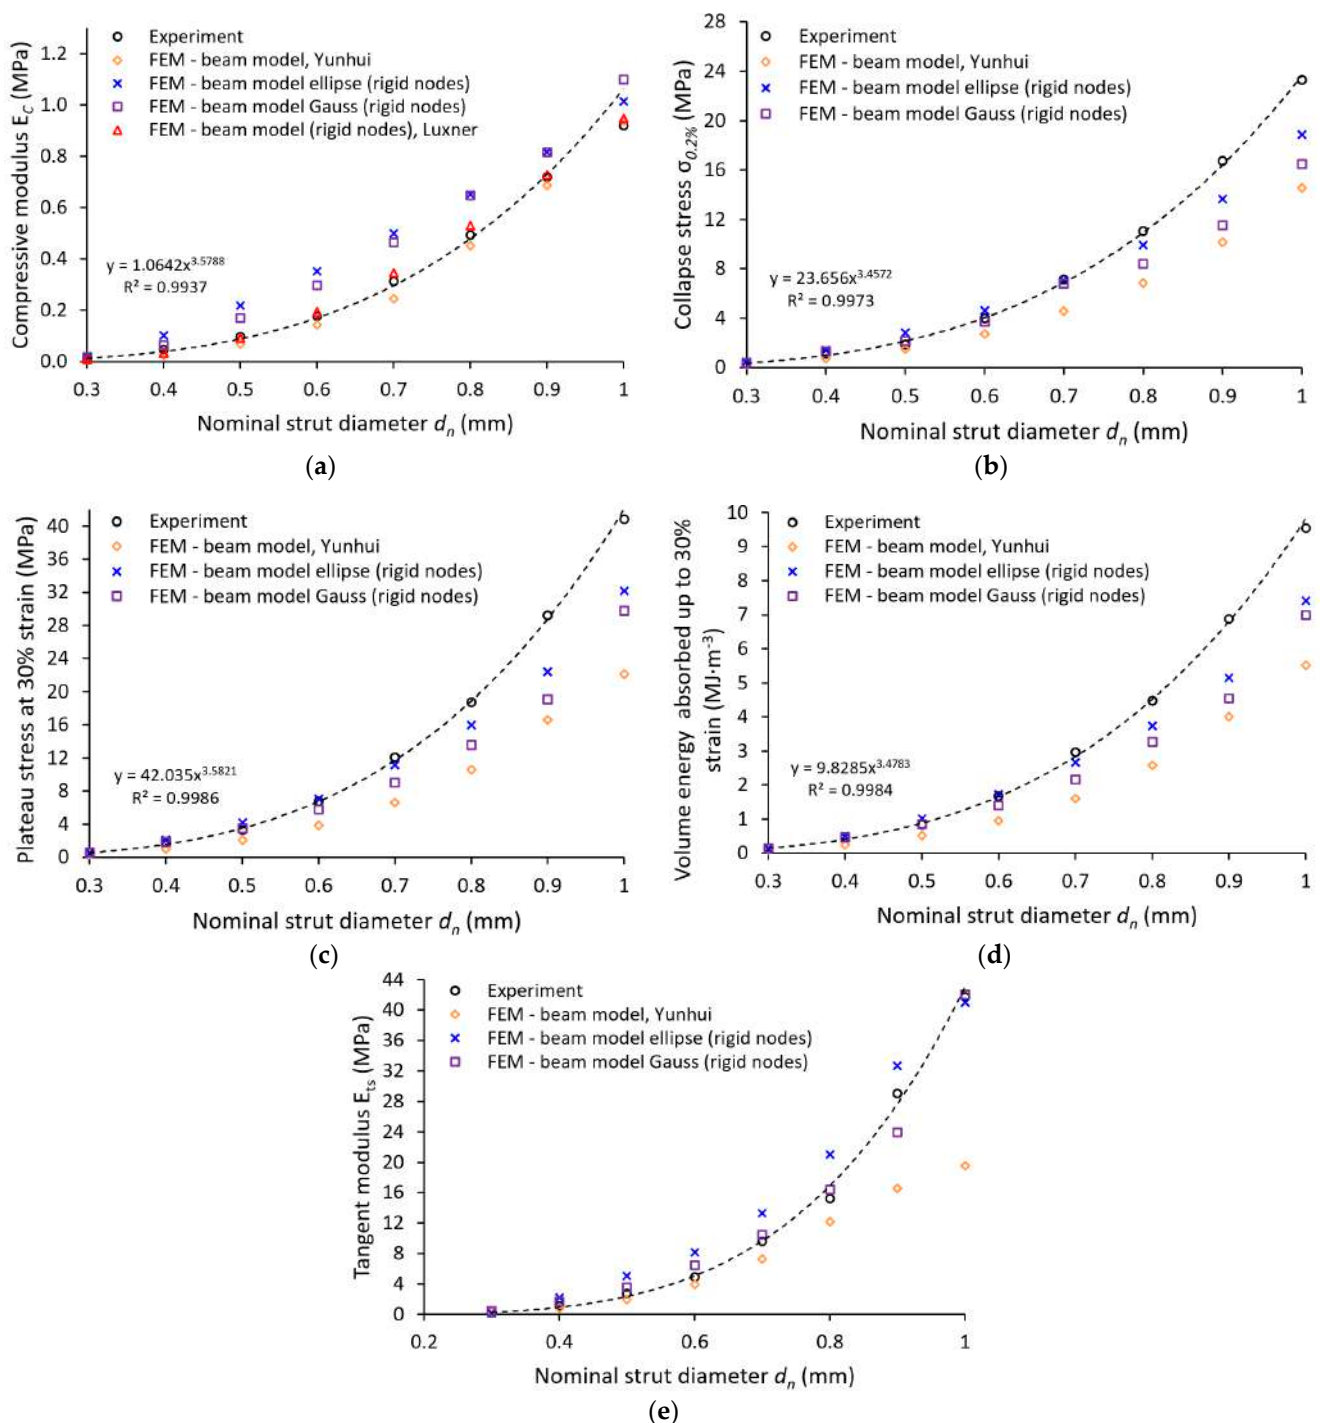 Compressive modulus E_C (MPa)
Experiment
FEM - beam model, Yunhui
FEM - beam model ellipse (rigid nodes)
FEM - beam model Gauss (rigid nodes)
FEM - beam model (rigid nodes), Luxner
1.2
1.0
0.8
0.6
0.4
0.2
0.0
y = 1.0642x^3.5788
R² = 0.9937
0.3 0.4 0.5 0.6 0.7 0.8 0.9 1
Nominal strut diameter d_n (mm)
(a)
Collapse stress σ_0.2% (MPa)
Experiment
FEM - beam model, Yunhui
FEM - beam model ellipse (rigid nodes)
FEM - beam model Gauss (rigid nodes)
28
24
20
16
12
8
4
0
y = 23.656x^3.4572
R² = 0.9973
0.3 0.4 0.5 0.6 0.7 0.8 0.9 1
Nominal strut diameter d_n (mm)
(b)
Plateau stress at 30% strain (MPa)
Experiment
FEM - beam model, Yunhui
FEM - beam model ellipse (rigid nodes)
FEM - beam model Gauss (rigid nodes)
40
36
32
28
24
20
16
12
8
4
0
y = 42.035x^3.5821
R² = 0.9986
0.3 0.4 0.5 0.6 0.7 0.8 0.9 1
Nominal strut diameter d_n (mm)
(c)
Volume energy absorbed up to 30%
strain (MJ·m⁻³)
Experiment
FEM - beam model, Yunhui
FEM - beam model ellipse (rigid nodes)
FEM - beam model Gauss (rigid nodes)
10
9
8
7
6
5
4
3
2
1
0
y = 9.8285x^3.4783
R² = 0.9984
0.3 0.4 0.5 0.6 0.7 0.8 0.9 1
Nominal strut diameter d_n (mm)
(d)
Tangent modulus E_ts (MPa)
Experiment
FEM - beam model, Yunhui
FEM - beam model ellipse (rigid nodes)
FEM - beam model Gauss (rigid nodes)
44
40
36
32
28
24
20
16
12
8
4
0
0.2 0.4 0.6 0.8 1
Nominal strut diameter d_n (mm)
(e)